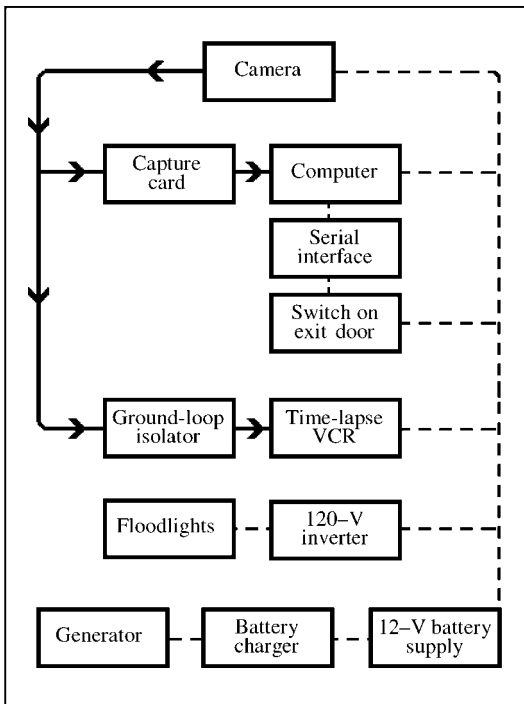 Camera
Capture
card
Computer
Serial
interface
Switch on
exit door
Ground-loop
isolator
Time-lapse
VCR
Floodlights
120–V
inverter
Generator
Battery
charger
12–V battery
supply